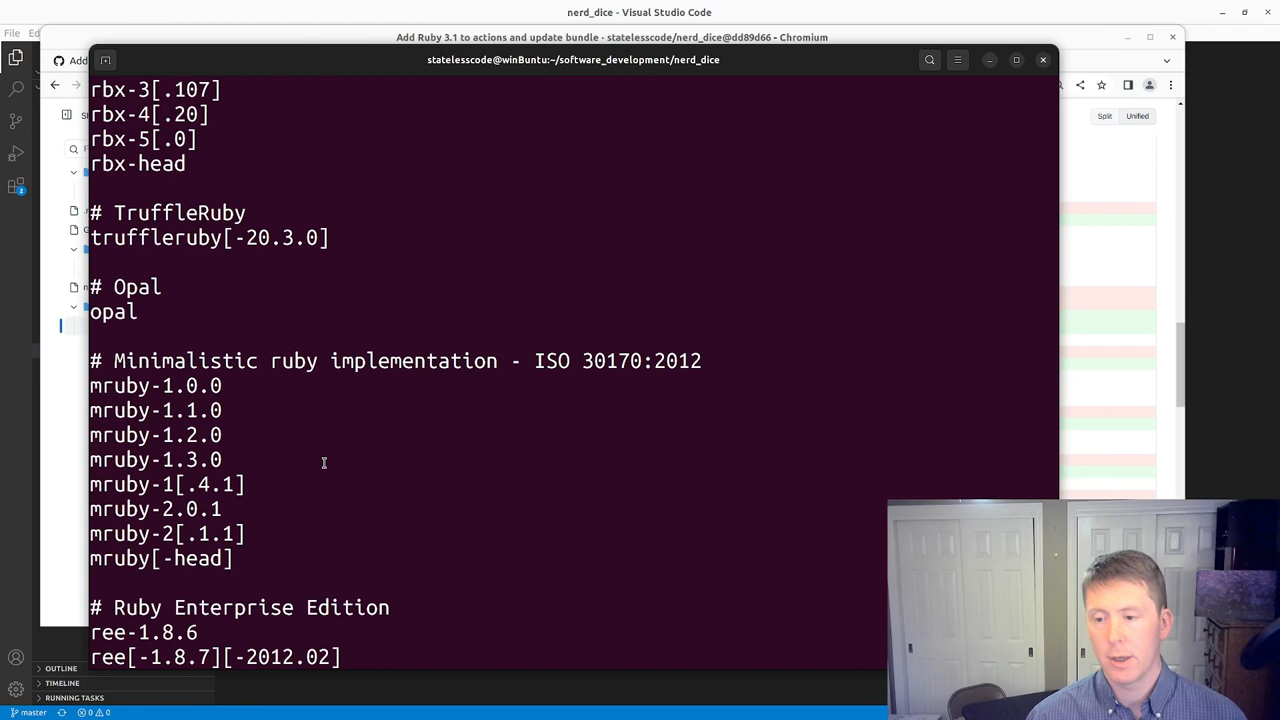 nerd_dice - Visual Studio Code
File
Add Ruby 3.1 to actions and update bundle · statelesscode/nerd_dice@dd89d66 - Chromium
Add
statelesscode@winBuntu:~/software_development/nerd_dice
Split
Unified
rbx-3[.107]
rbx-4[.20]
rbx-5[.0]
rbx-head
# TruffleRuby
truffleruby[-20.3.0]
# Opal
opal
# Minimalistic ruby implementation - ISO 30170:2012
mruby-1.0.0
mruby-1.1.0
mruby-1.2.0
mruby-1.3.0
mruby-1[.4.1]
mruby-2.0.1
mruby-2[.1.1]
mruby[-head]
# Ruby Enterprise Edition
ree-1.8.6
ree[-1.8.7][-2012.02]
2
OUTLINE
TIMELINE
RUNNING TASKS
master
0
0